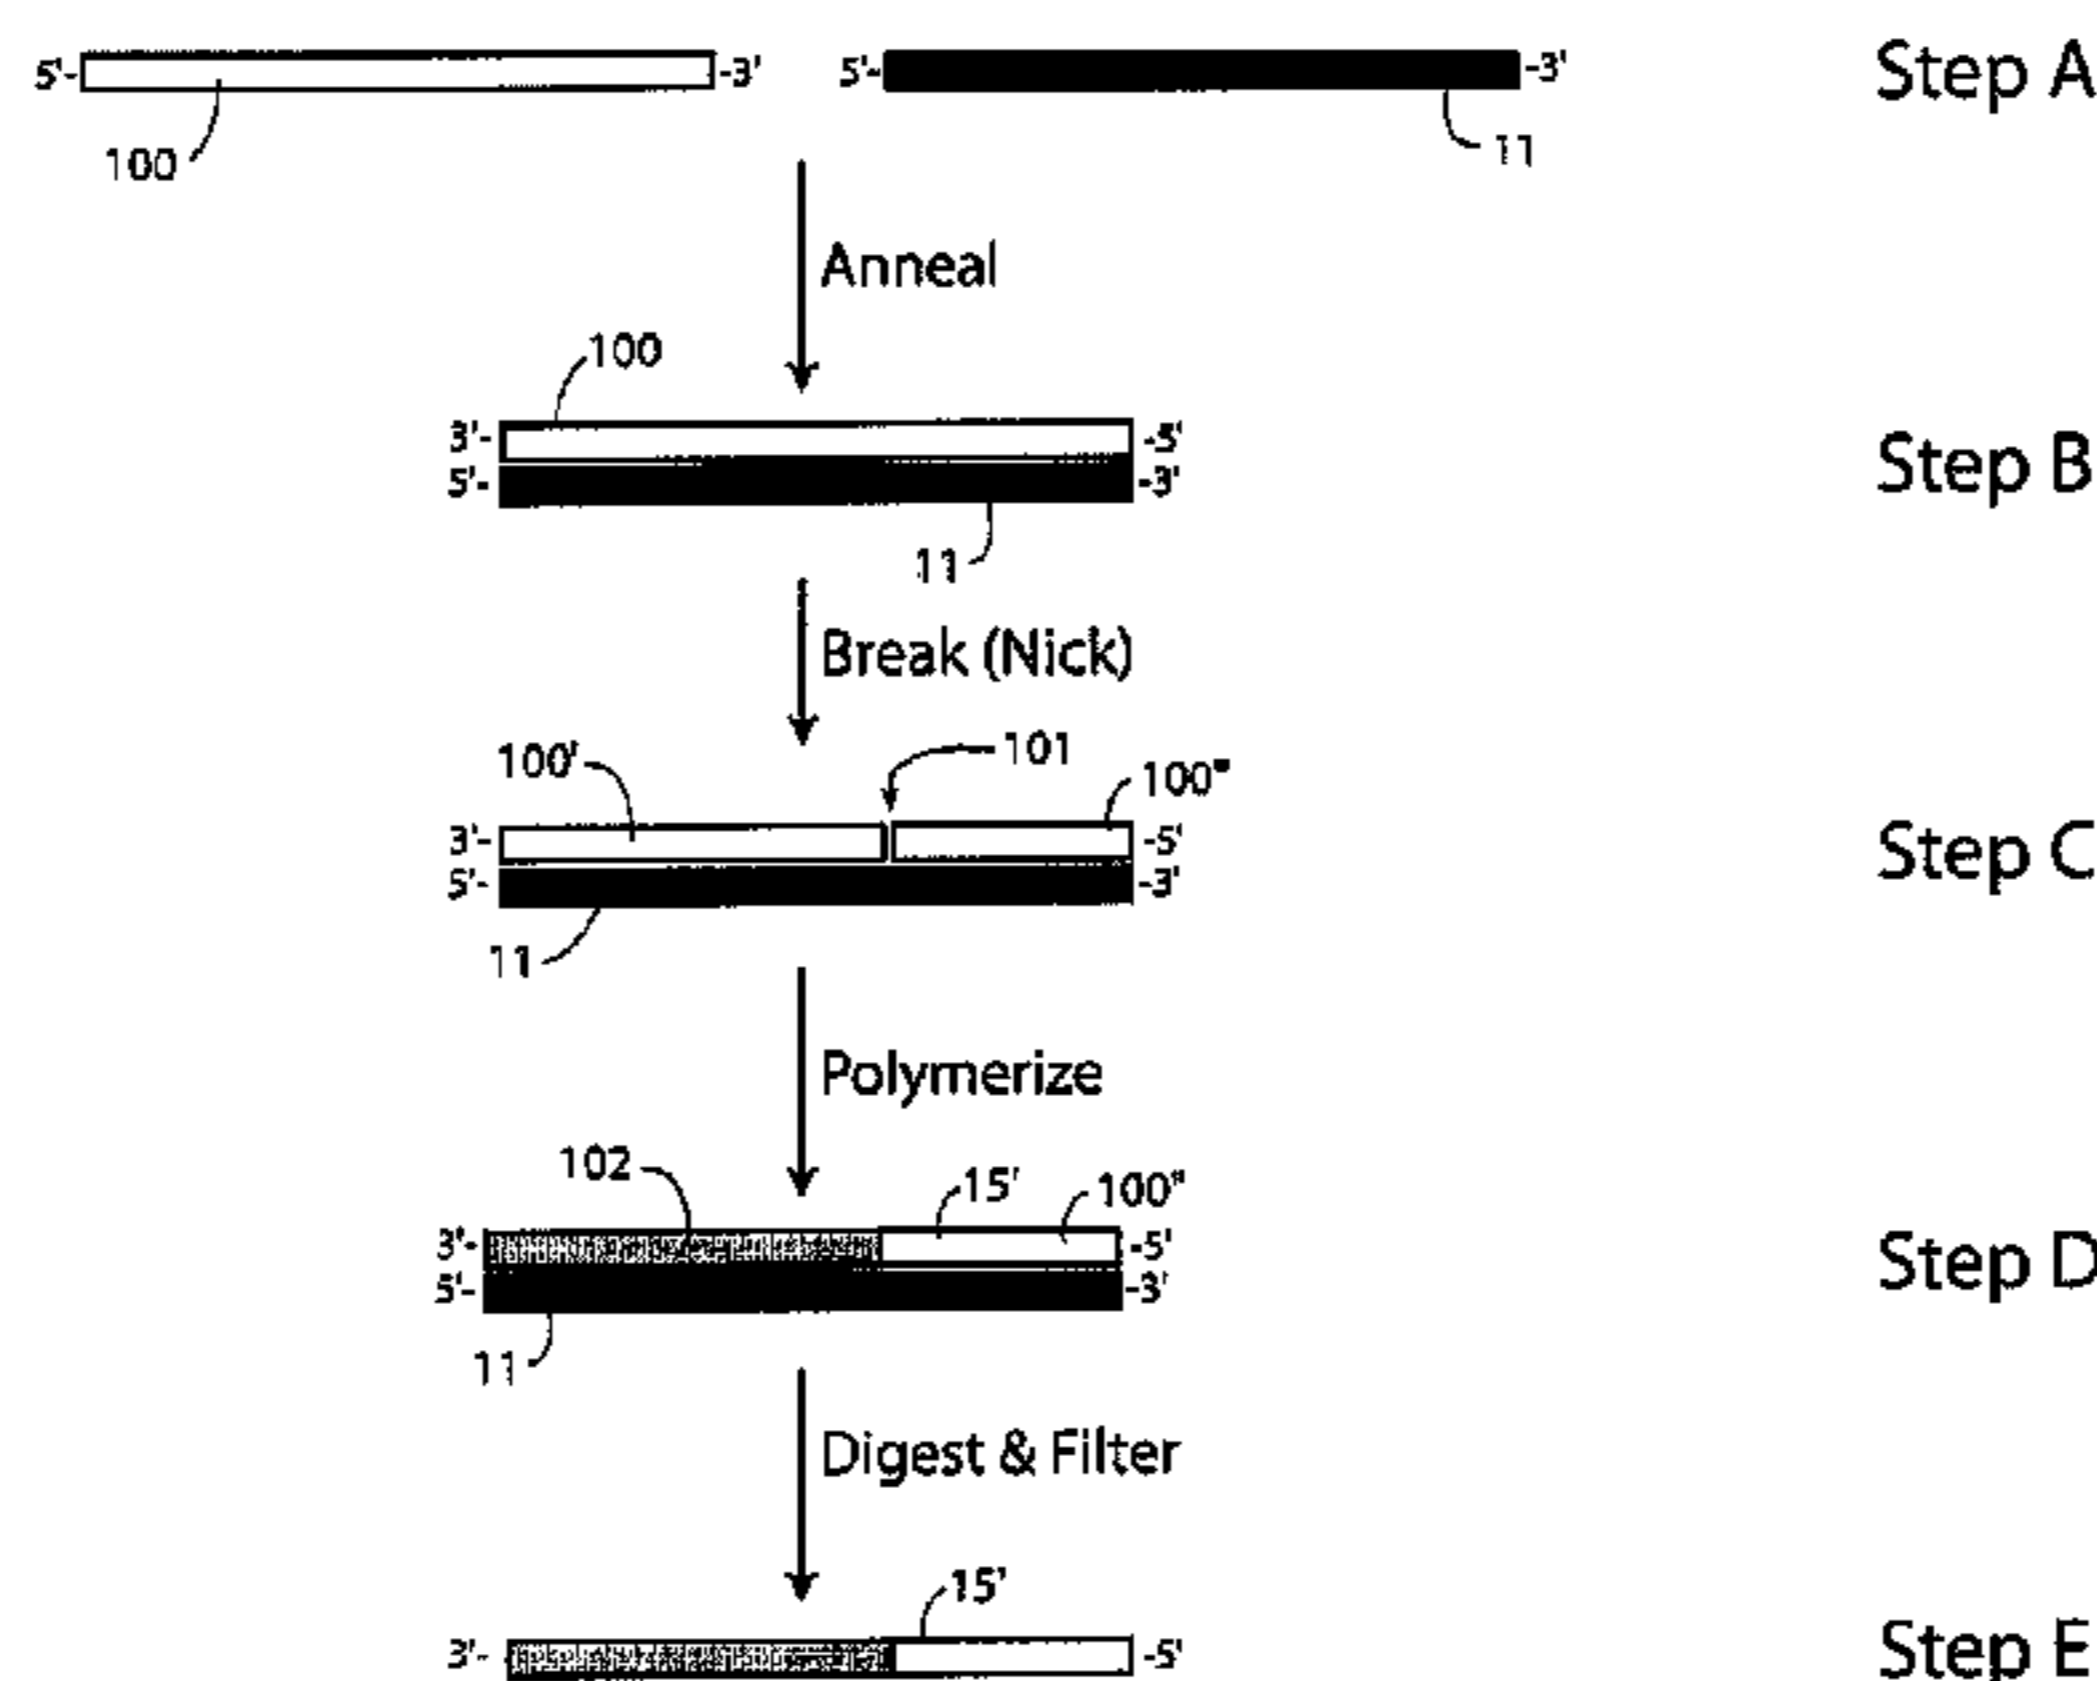 5'- -3' 5'- -3' Step A
100 11
Anneal
100
3'- -5' Step B
5'- -3'
11
Break (Nick)
101
100' 100"
3'- -5' Step C
5'- -3'
11
Polymerize
102 15' 100"
3'- -5' Step D
5'- -3'
11
Digest & Filter
15'
3'- -5' Step E